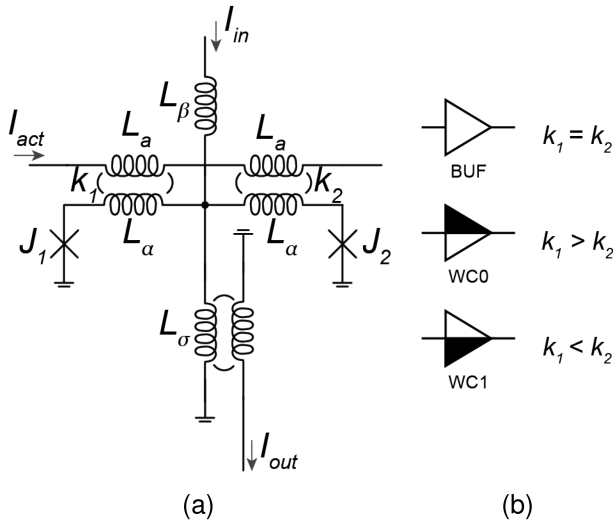 I_in
L_β
I_act
L_a
L_a
k_1
k_2
J_1
L_α
L_α
J_2
L_σ
I_out
(a)
BUF
k_1 = k_2
WC0
k_1 > k_2
WC1
k_1 < k_2
(b)